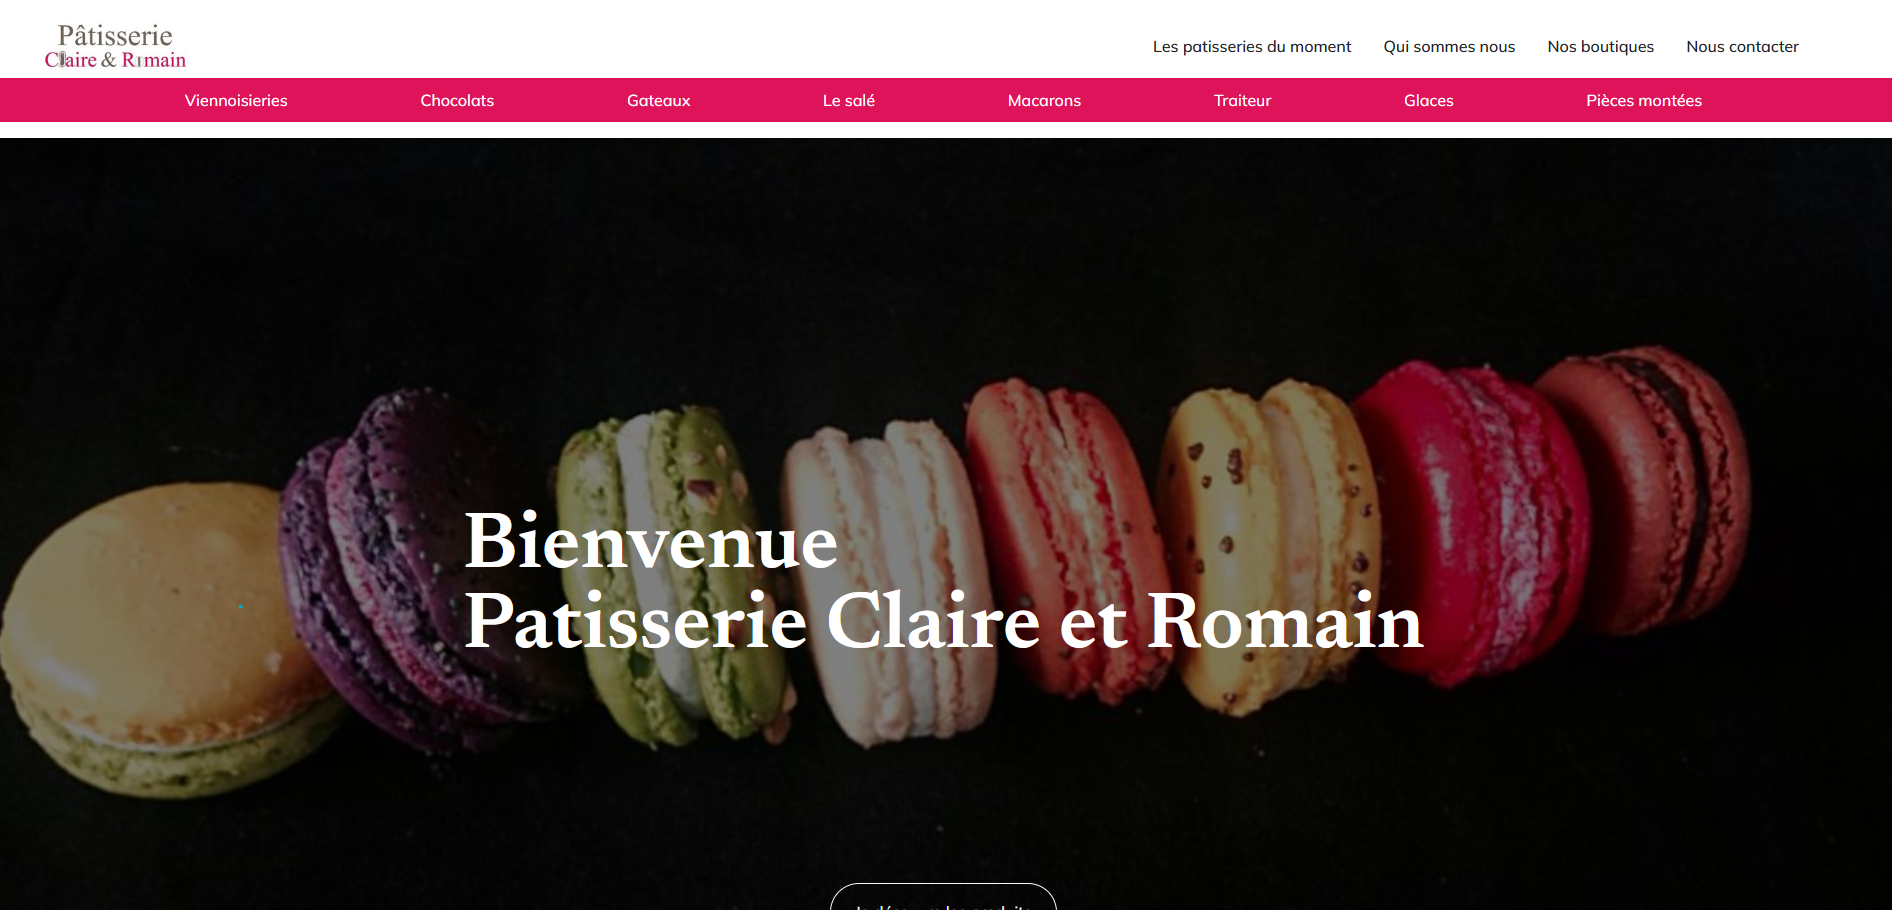 Pâtisserie
Claire & Romain
Les patisseries du moment Qui sommes nous Nos boutiques Nous contacter
Viennoisieries Chocolats Gateaux Le salé Macarons Traiteur Glaces Pièces montées
Bienvenue
Patisserie Claire et Romain